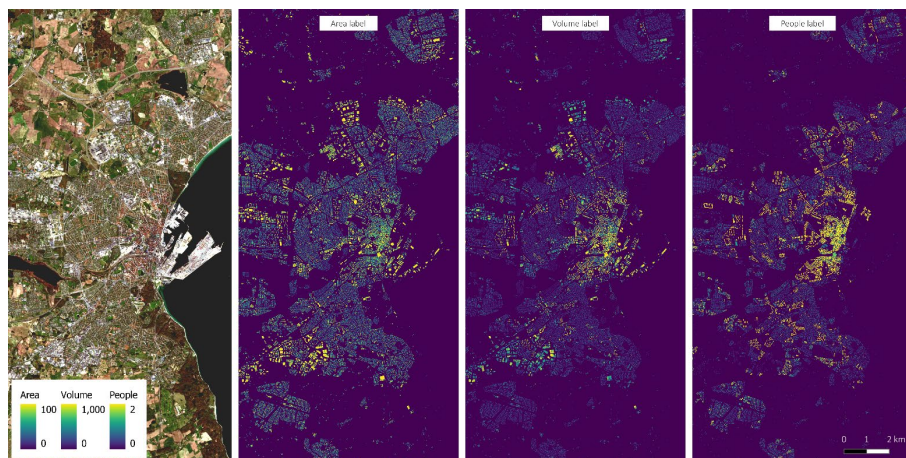 Area label
Volume label
People label
Area Volume People
100 1,000 2
0 0 0
0 1 2 km